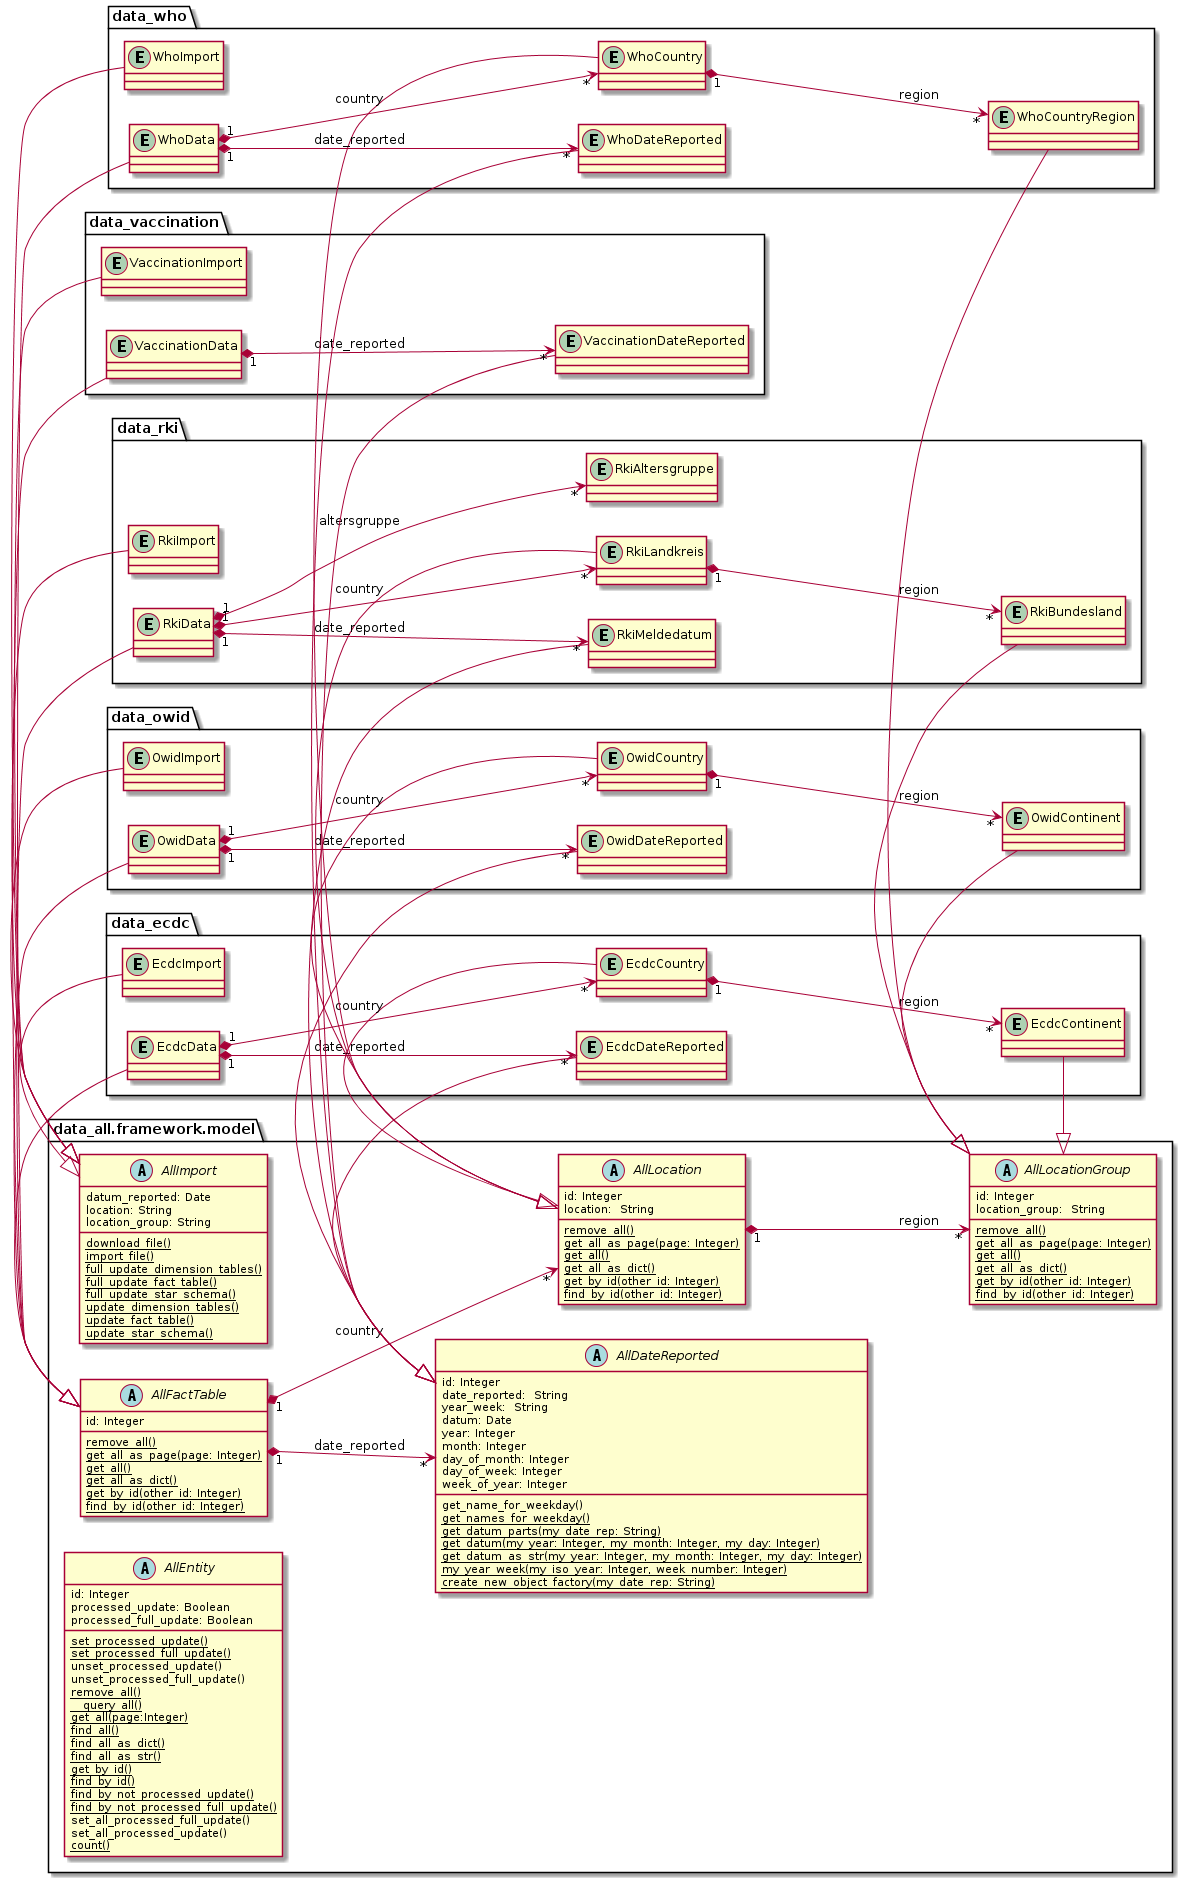 data_who
E WhoImport
E WhoCountry
country
1
*
1
region
*
E WhoCountryRegion
E WhoData
1
date_reported
*
E WhoDateReported
data_vaccination
E VaccinationImport
E VaccinationData
1
date_reported
*
E VaccinationDateReported
data_rki
E RkiAltersgruppe
*
altersgruppe
E RkiImport
E RkiLandkreis
country
*
1
region
*
E RkiBundesland
E RkiData
1
1
1
date_reported
*
E RkiMeldedatum
data_owid
E OwidImport
E OwidCountry
country
1
*
1
region
*
E OwidContinent
E OwidData
1
date_reported
*
E OwidDateReported
data_ecdc
E EcdcImport
E EcdcCountry
country
1
*
1
region
*
E EcdcContinent
E EcdcData
1
date_reported
*
E EcdcDateReported
data_all.framework.model
A AllImport
datum_reported: Date
location: String
location_group: String
download_file()
import_file()
full_update_dimension_tables()
full_update_fact_table()
full_update_star_schema()
update_dimension_tables()
update_fact_table()
update_star_schema()
A AllLocation
id: Integer
location: String
remove_all()
get_all_as_page(page: Integer)
get_all()
get_all_as_dict()
get_by_id(other_id: Integer)
find_by_id(other_id: Integer)
1
region
*
A AllLocationGroup
id: Integer
location_group: String
remove_all()
get_all_as_page(page: Integer)
get_all()
get_all_as_dict()
get_by_id(other_id: Integer)
find_by_id(other_id: Integer)
country
*
1
A AllFactTable
id: Integer
remove_all()
get_all_as_page(page: Integer)
get_all()
get_all_as_dict()
get_by_id(other_id: Integer)
find_by_id(other_id: Integer)
1
date_reported
*
A AllDateReported
id: Integer
date_reported: String
year_week: String
datum: Date
year: Integer
month: Integer
day_of_month: Integer
day_of_week: Integer
week_of_year: Integer
get_name_for_weekday()
get_names_for_weekday()
get_datum_parts(my_date_rep: String)
get_datum(my_year: Integer, my_month: Integer, my_day: Integer)
get_datum_as_str(my_year: Integer, my_month: Integer, my_day: Integer)
my_year_week(my_iso_year: Integer, week_number: Integer)
create_new_object_factory(my_date_rep: String)
A AllEntity
id: Integer
processed_update: Boolean
processed_full_update: Boolean
set_processed_update()
set_processed_full_update()
unset_processed_update()
unset_processed_full_update()
remove_all()
__query_all()
get_all(page:Integer)
find_all()
find_all_as_dict()
find_all_as_str()
get_by_id()
find_by_id()
find_by_not_processed_update()
find_by_not_processed_full_update()
set_all_processed_full_update()
set_all_processed_update()
count()